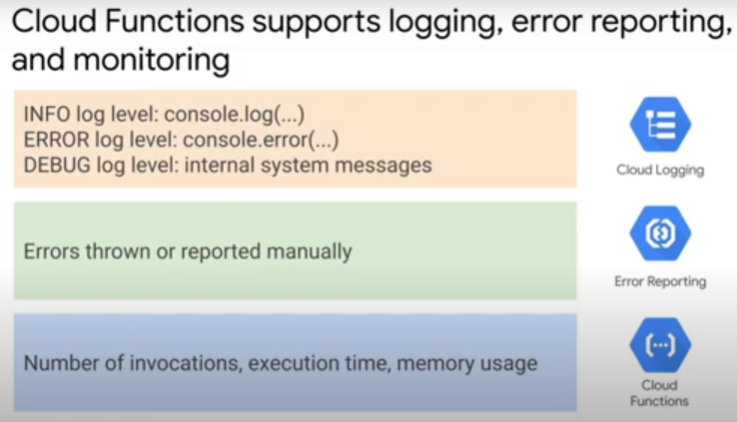 Cloud Functions supports logging, error reporting,
and monitoring
INFO log level: console.log(...)
ERROR log level: console.error(...)
DEBUG log level: internal system messages
Cloud Logging
Errors thrown or reported manually
Error Reporting
Number of invocations, execution time, memory usage
Cloud
Functions